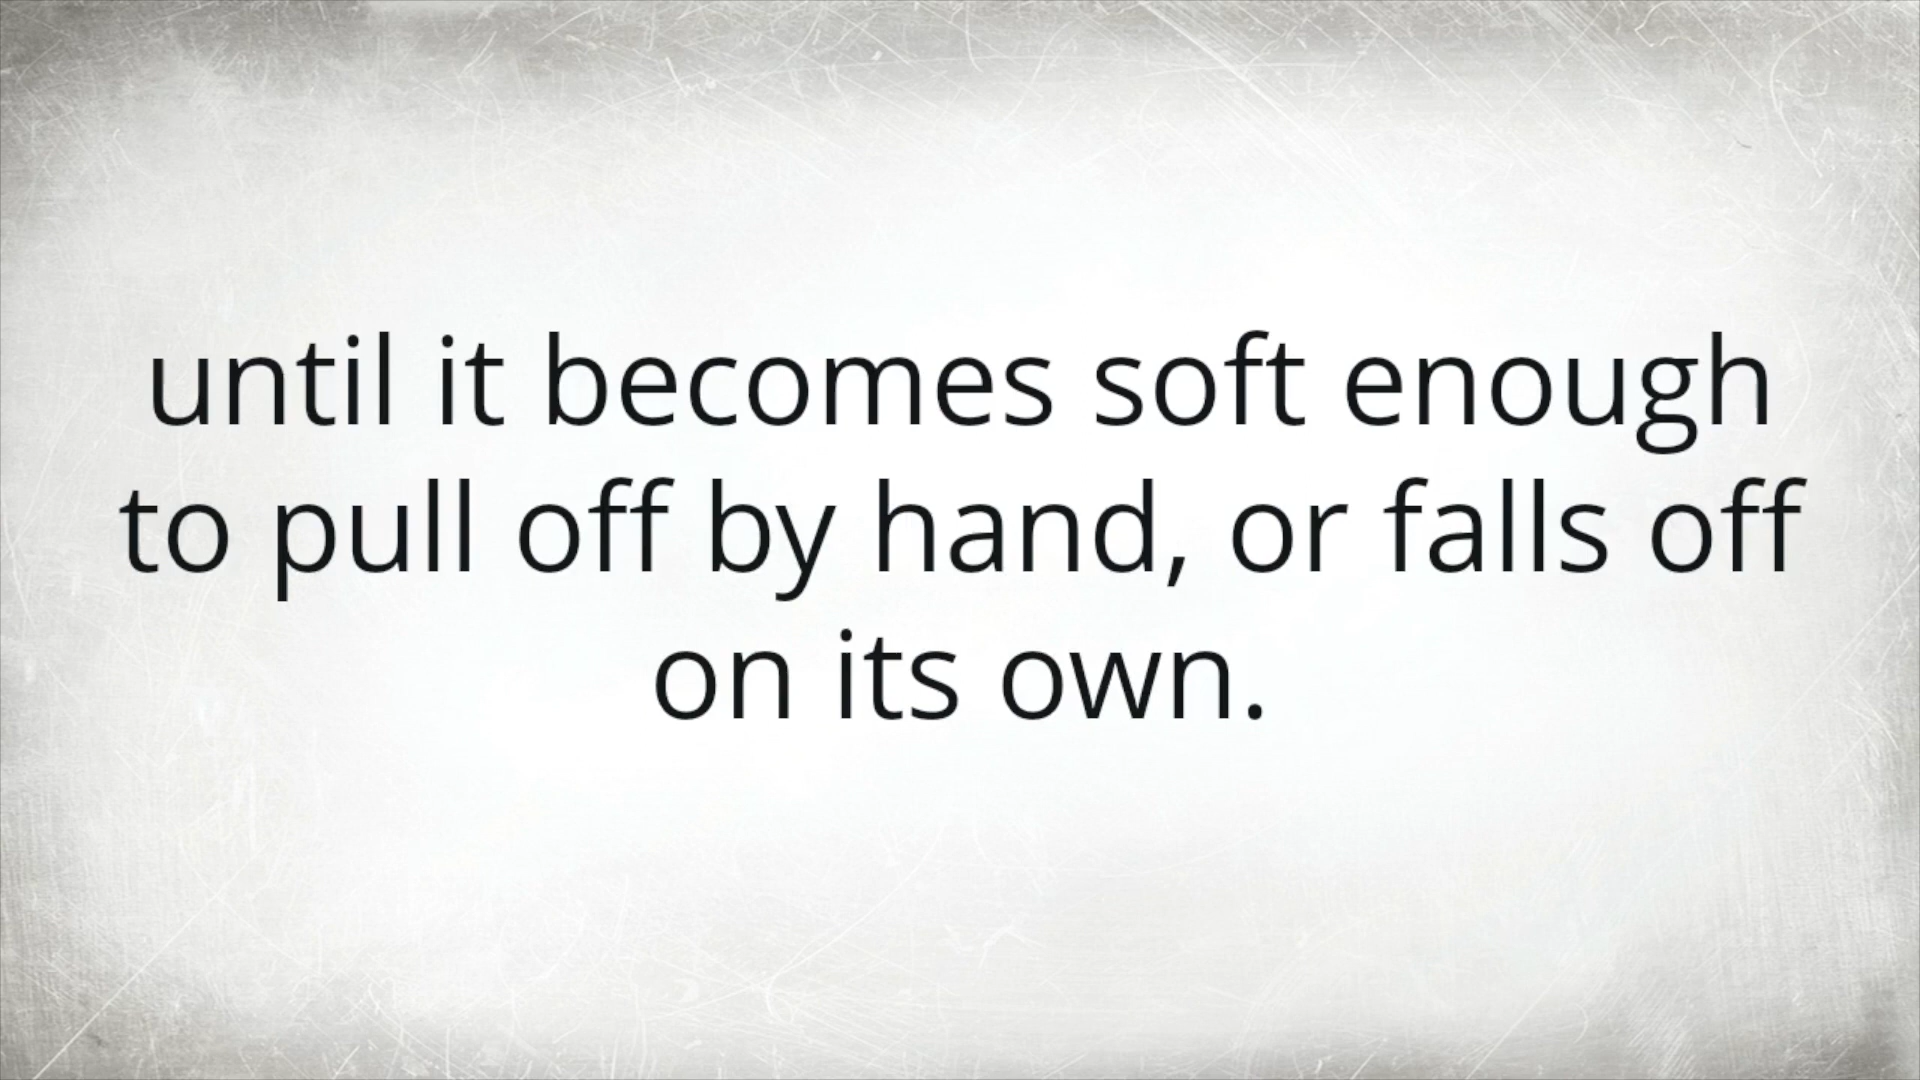 until it becomes soft enough
to pull off by hand, or falls off
on its own.